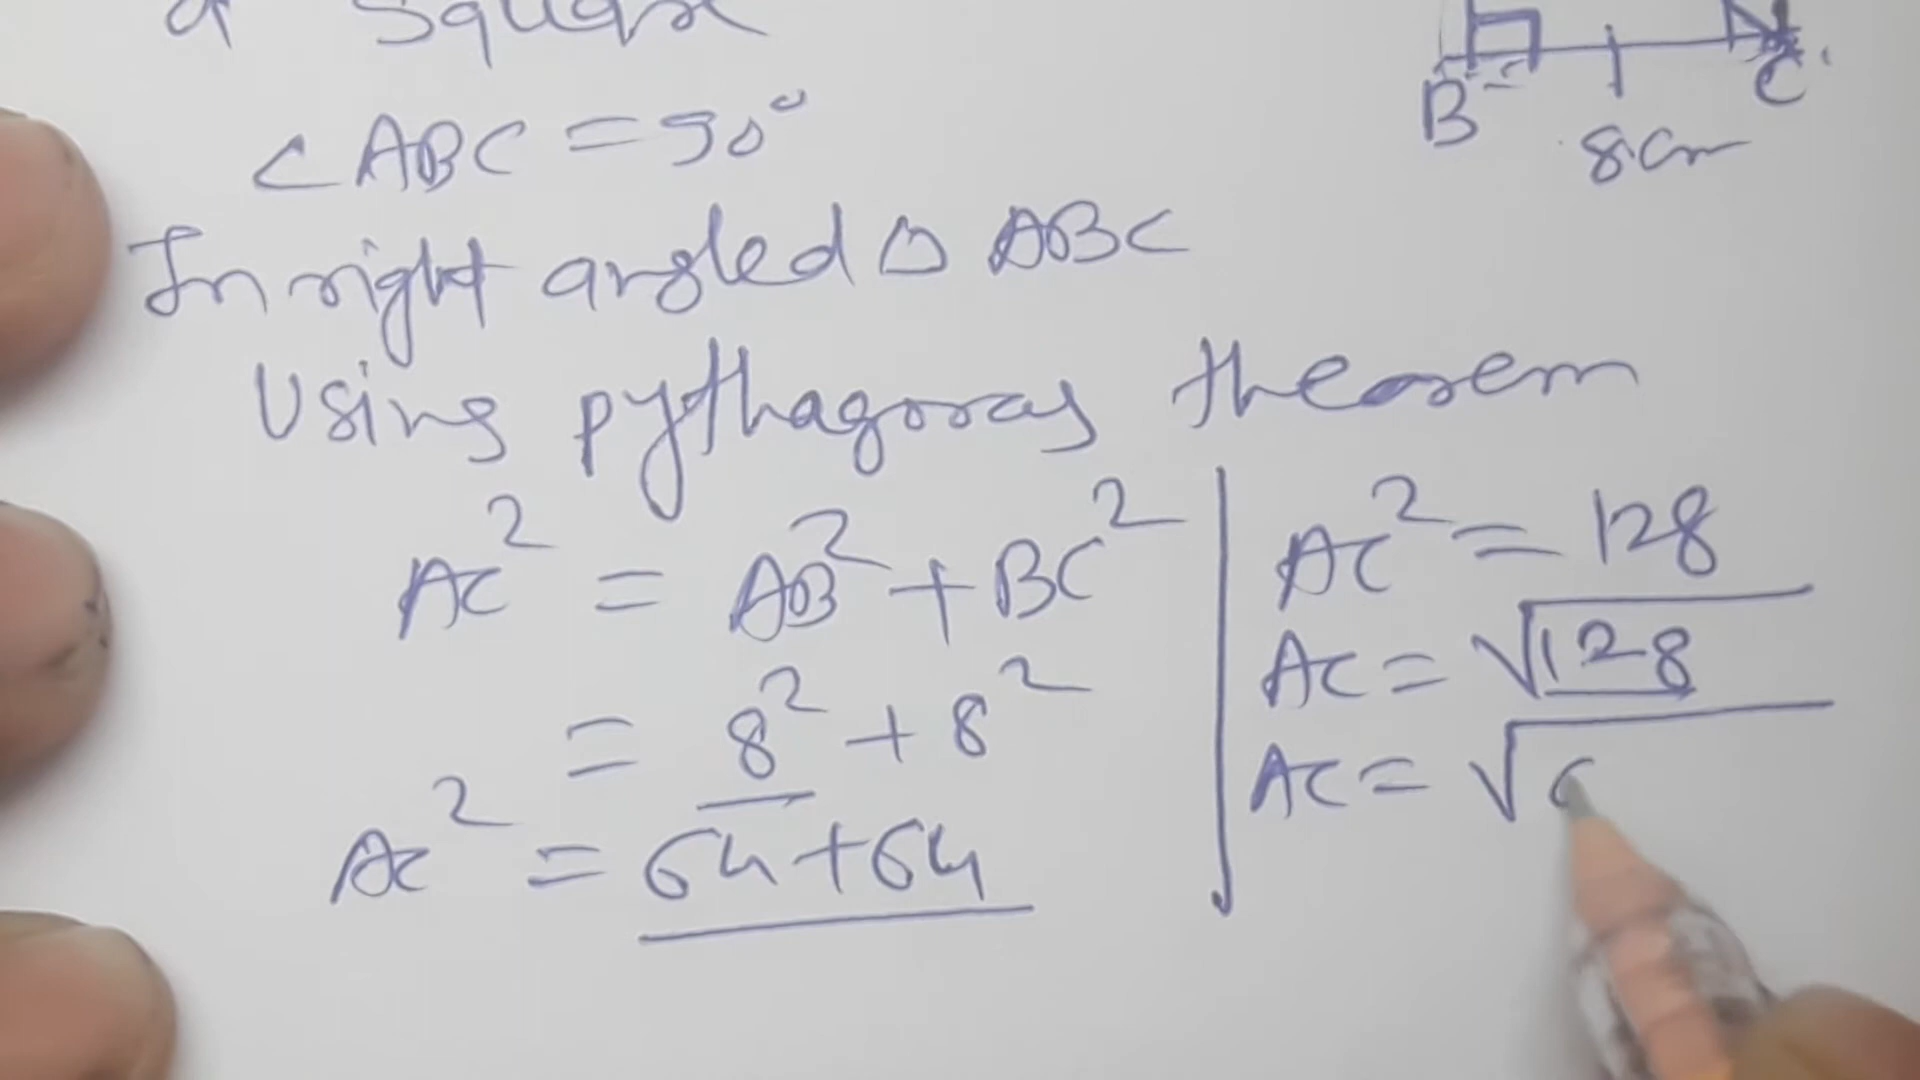 a square
B C
8cm
∠ABC = 90°
In right angled △ ABC
Using pythagoras theorem
AC² = AB² + BC²
= 8² + 8²
AC² = 64 + 64
AC² = 128
AC = √128
AC = √6